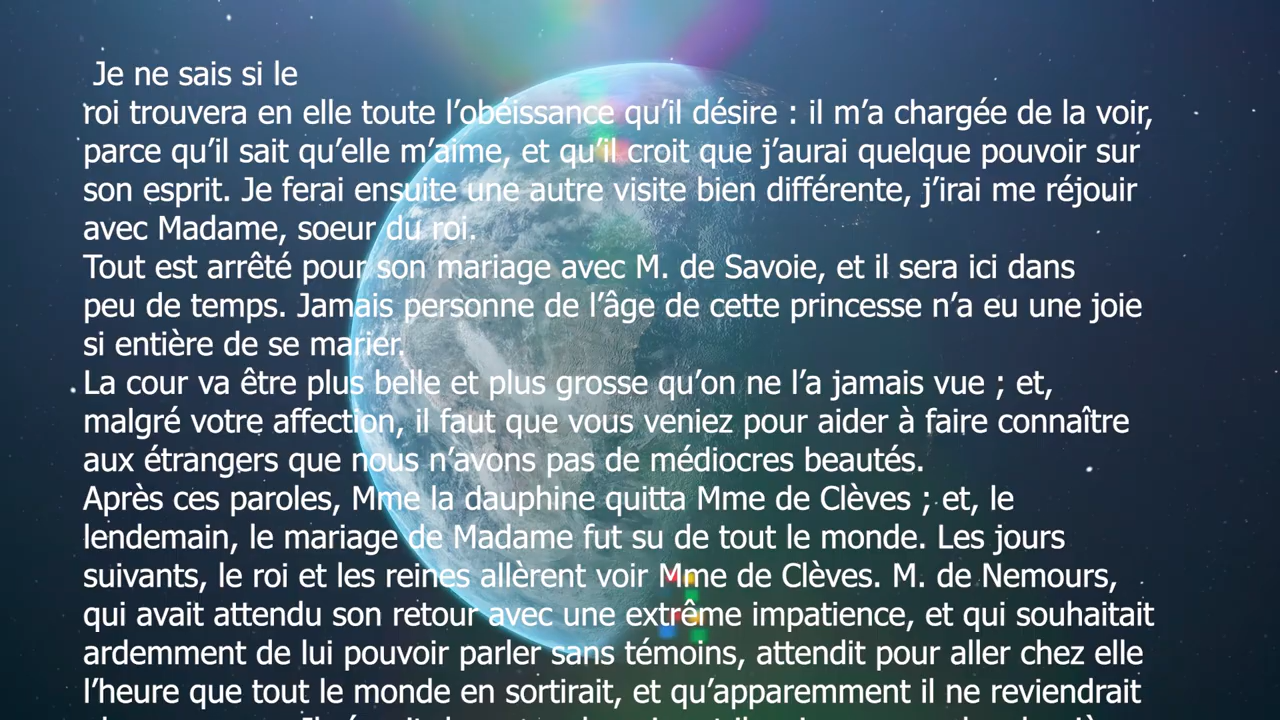 Je ne sais si le
roi trouvera en elle toute l’obéissance qu’il désire : il m’a chargée de la voir,
parce qu’il sait qu’elle m’aime, et qu’il croit que j’aurai quelque pouvoir sur
son esprit. Je ferai ensuite une autre visite bien différente, j’irai me réjouir
avec Madame, soeur du roi.
Tout est arrêté pour son mariage avec M. de Savoie, et il sera ici dans
peu de temps. Jamais personne de l’âge de cette princesse n’a eu une joie
si entière de se marier.
La cour va être plus belle et plus grosse qu’on ne l’a jamais vue ; et,
malgré votre affection, il faut que vous veniez pour aider à faire connaître
aux étrangers que nous n’avons pas de médiocres beautés.
Après ces paroles, Mme la dauphine quitta Mme de Clèves ; et, le
lendemain, le mariage de Madame fut su de tout le monde. Les jours
suivants, le roi et les reines allèrent voir Mme de Clèves. M. de Nemours,
qui avait attendu son retour avec une extrême impatience, et qui souhaitait
ardemment de lui pouvoir parler sans témoins, attendit pour aller chez elle
l’heure que tout le monde en sortirait, et qu’apparemment il ne reviendrait